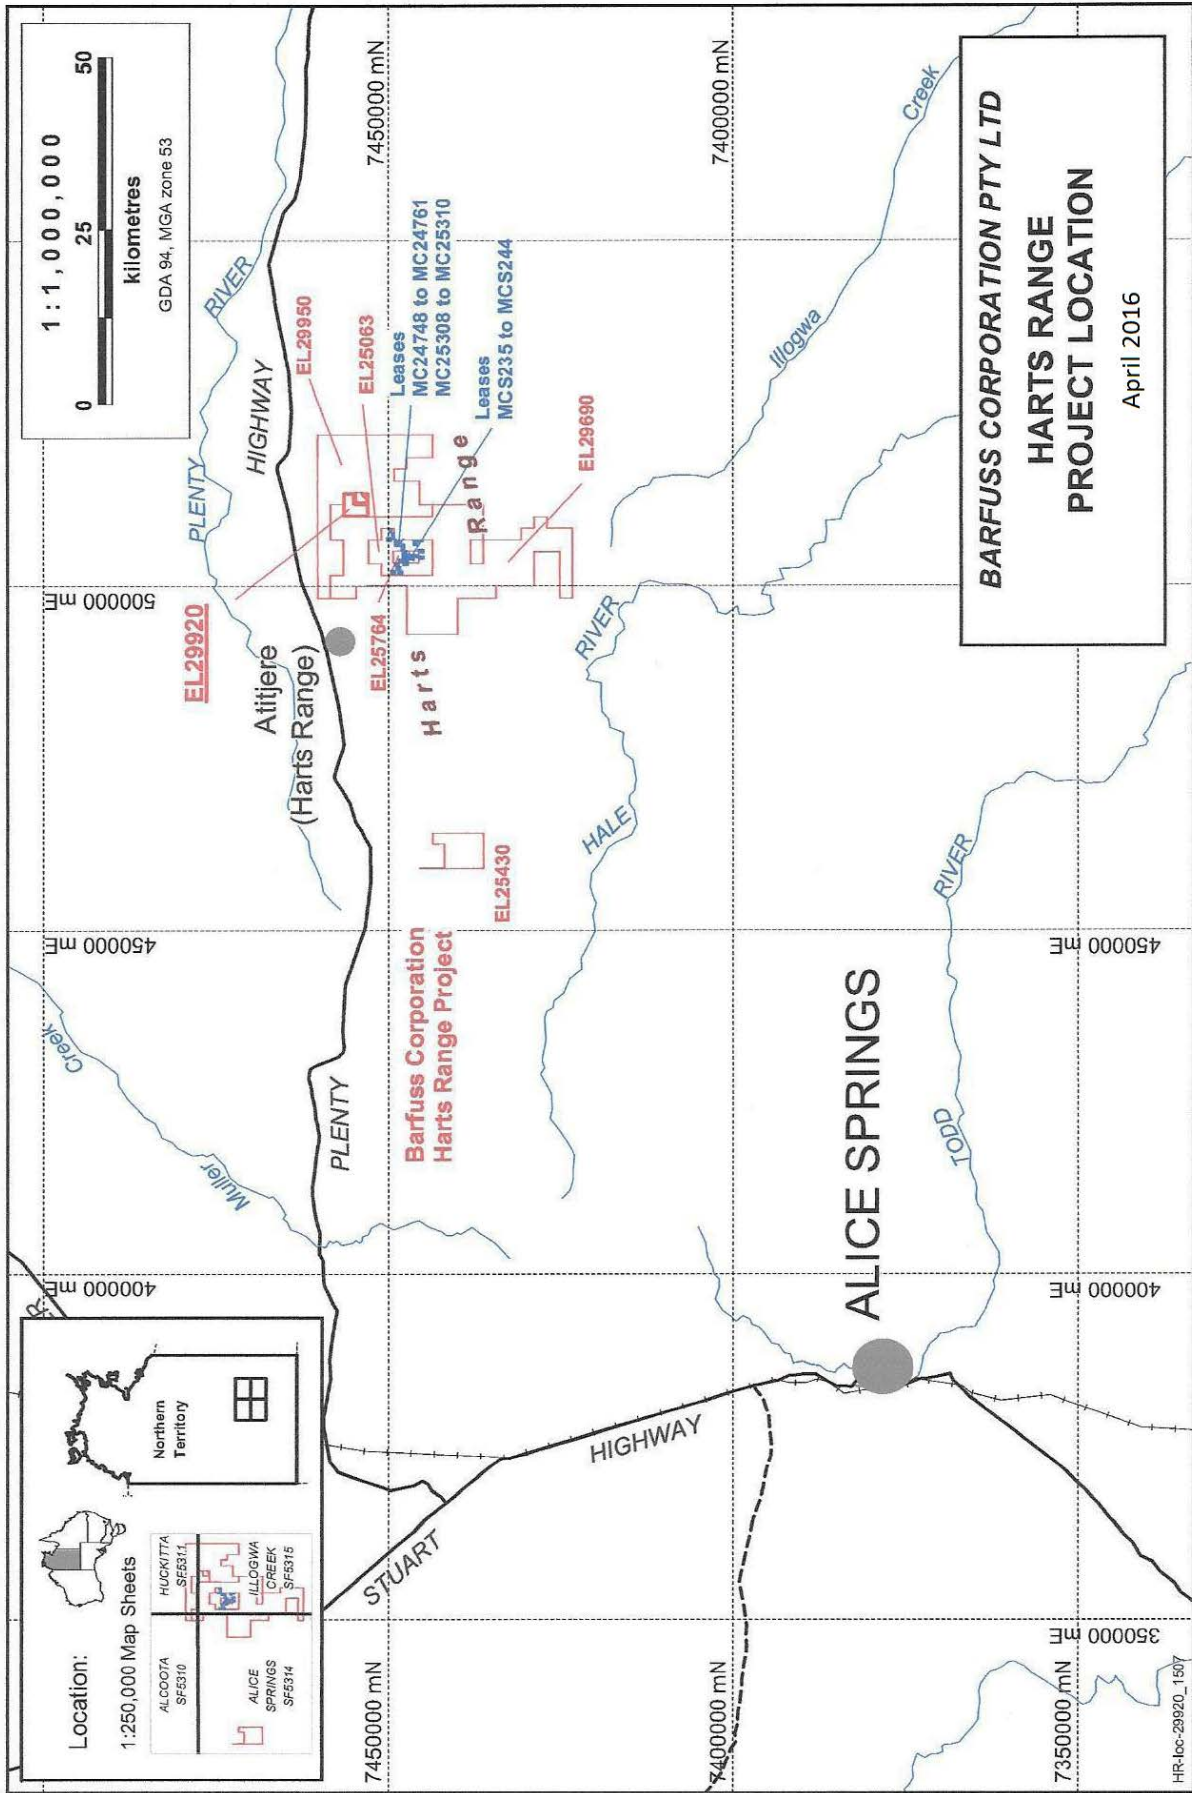 Location:
1:250,000 Map Sheets
ALCOOTA
SF5310
HUCKITTA
SF5311
ALICE
SPRINGS
SF5314
ILLOGWA
CREEK
SF5315
Northern
Territory
1:1,000,000
0 25 50
kilometres
GDA 94, MGA zone 53
400000 mE
450000 mE
500000 mE
Muller
Creek
PLENTY
RIVER
PLENTY
HIGHWAY
EL29920
Atitjere
(Harts Range)
EL29950
EL25063
EL25764
Leases
MC24748 to MC24761
MC25308 to MC25310
Leases
MCS235 to MCS244
Harts Range
EL29690
EL25430
Barfuss Corporation
Harts Range Project
7450000 mN
7450000 mN
STUART
HIGHWAY
HALE
RIVER
Illogwa
Creek
7400000 mN
7400000 mN
ALICE SPRINGS
TODD
RIVER
7350000 mN
350000 mE
400000 mE
450000 mE
BARFUSS CORPORATION PTY LTD
HARTS RANGE
PROJECT LOCATION
April 2016
HR-loc-29920_1507